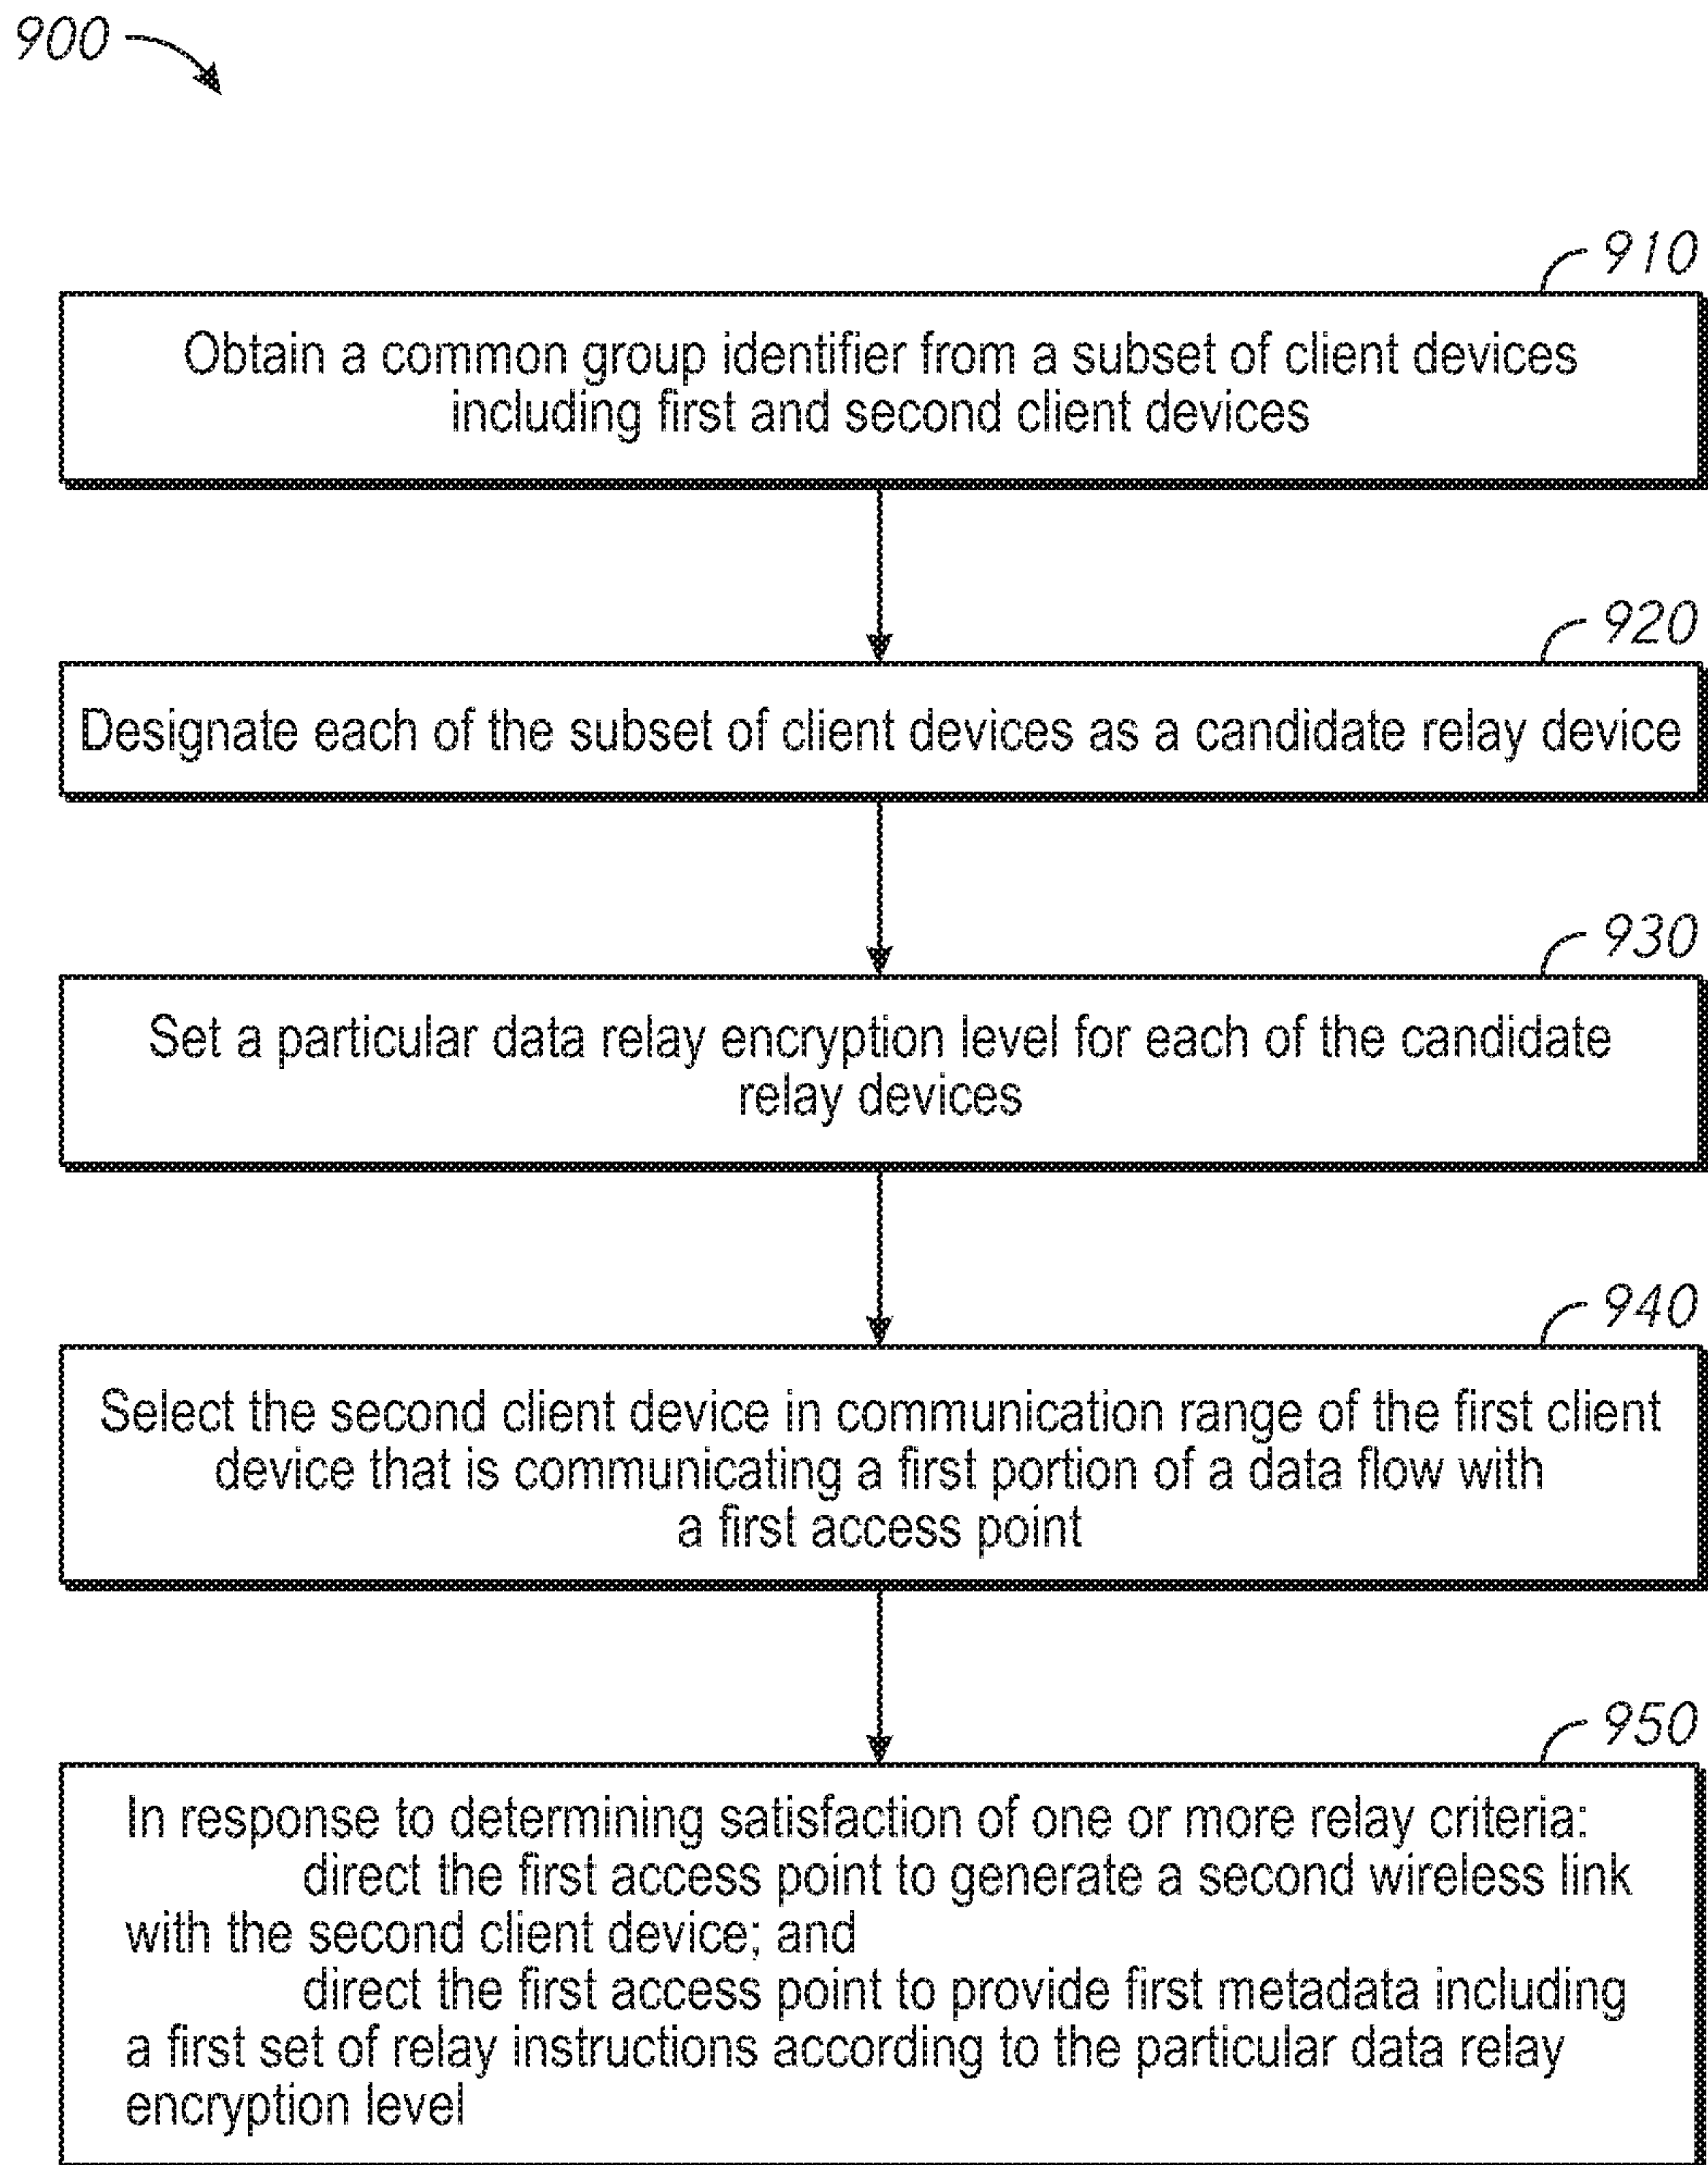 900
910
Obtain a common group identifier from a subset of client devices
including first and second client devices
920
Designate each of the subset of client devices as a candidate relay device
930
Set a particular data relay encryption level for each of the candidate
relay devices
940
Select the second client device in communication range of the first client
device that is communicating a first portion of a data flow with
a first access point
950
In response to determining satisfaction of one or more relay criteria:
direct the first access point to generate a second wireless link
with the second client device; and
direct the first access point to provide first metadata including
a first set of relay instructions according to the particular data relay
encryption level